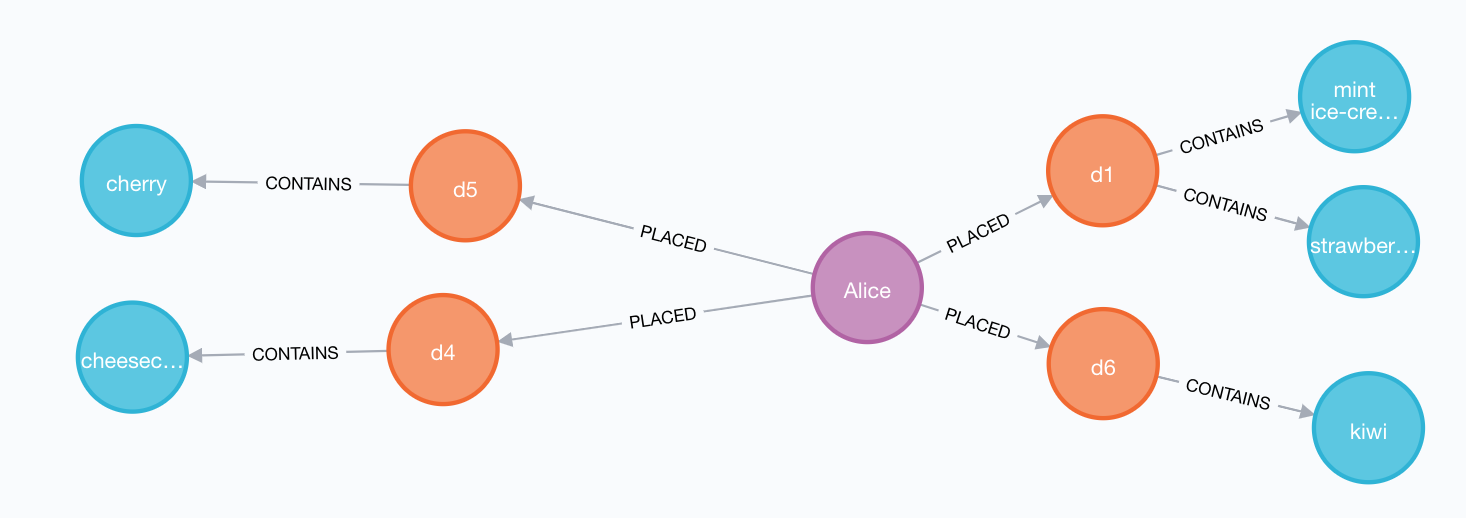 mint
ice-cre…
CONTAINS
d1
cherry
CONTAINS
d5
CONTAINS
strawber…
PLACED
PLACED
Alice
PLACED
PLACED
cheesec…
CONTAINS
d4
d6
CONTAINS
kiwi